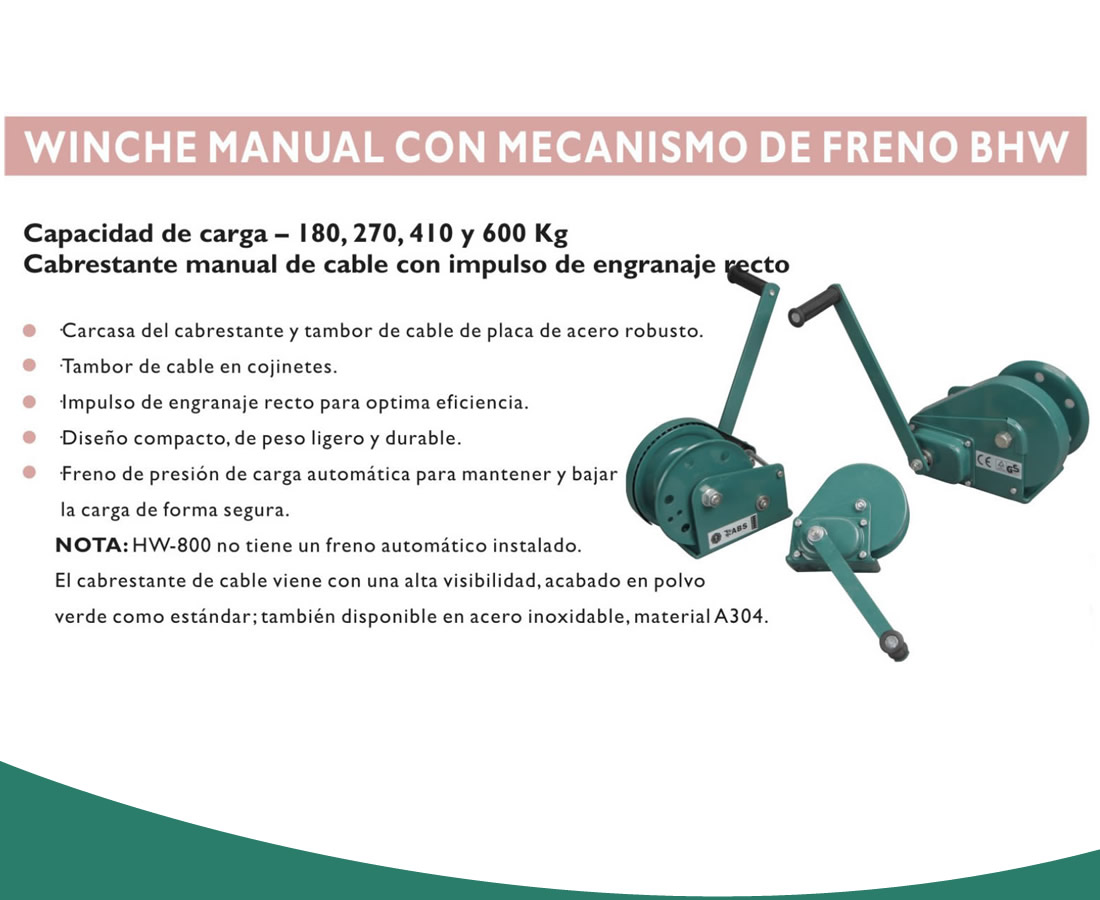 WINCHE MANUAL CON MECANISMO DE FRENO BHW
Capacidad de carga – 180, 270, 410 y 600 Kg
Cabrestante manual de cable con impulso de engranaje recto
·Carcasa del cabrestante y tambor de cable de placa de acero robusto.
·Tambor de cable en cojinetes.
·Impulso de engranaje recto para optima eficiencia.
·Diseño compacto, de peso ligero y durable.
·Freno de presión de carga automática para mantener y bajar
la carga de forma segura.
NOTA: HW-800 no tiene un freno automático instalado.
El cabrestante de cable viene con una alta visibilidad, acabado en polvo
verde como estándar; también disponible en acero inoxidable, material A304.
CE GS
ABS